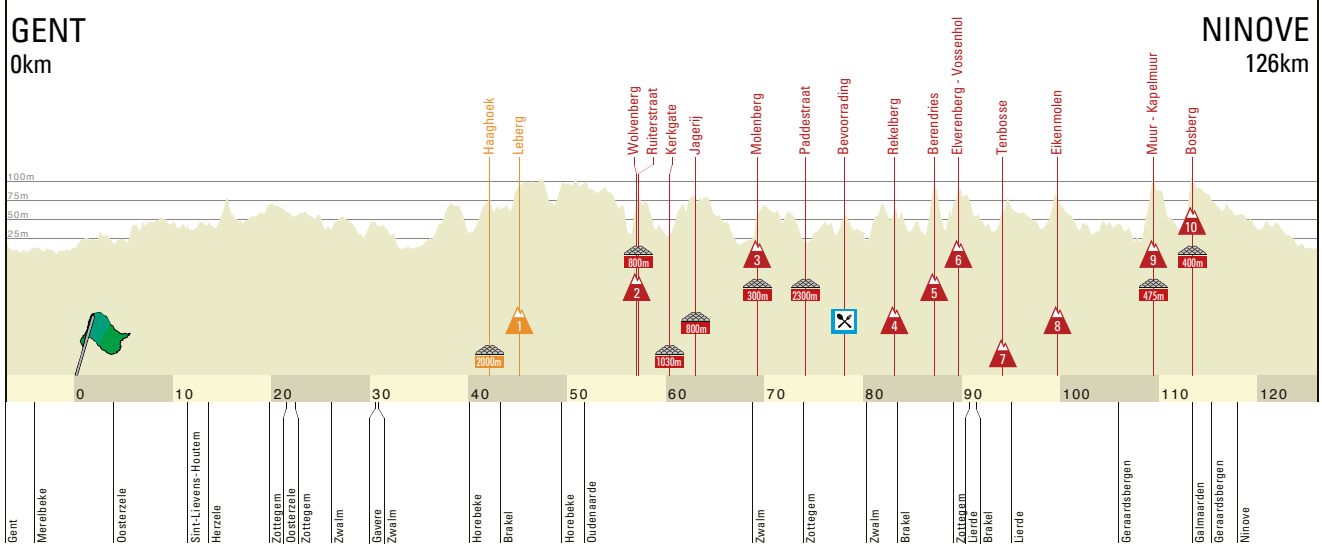 GENT
0km
NINOVE
126km
Haaghoek
Leberg
Wolvenberg
Ruiterstraat
Kerkgate
Jagerij
Molenberg
Paddestraat
Bevoorrading
Rekelberg
Berendries
Elverenberg - Vossenhol
Tenbosse
Eikenmolen
Muur - Kapelmuur
Bosberg
100m
75m
50m
25m
2000m
1
800m
2
1030m
800m
3
300m
2300m
4
5
6
7
8
9
475m
10
400m
0 10 20 30 40 50 60 70 80 90 100 110 120
Gent
Merelbeke
Oosterzele
Sint-Lievens-Houtem
Herzele
Zottegem
Oosterzele
Zottegem
Zwalm
Gavere
Zwalm
Horebeke
Brakel
Horebeke
Oudenaarde
Zwalm
Zottegem
Zwalm
Brakel
Zottegem
Lierde
Brakel
Lierde
Geraardsbergen
Galmaarden
Geraardsbergen
Ninove